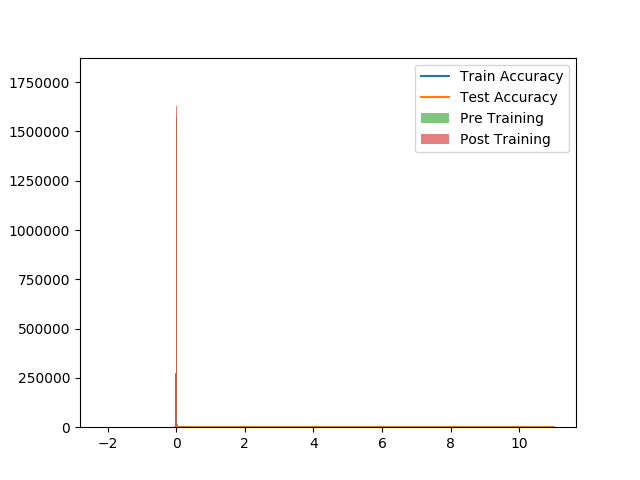 1750000
1500000
1250000
1000000
750000
500000
250000
0
−2 0 2 4 6 8 10
Train Accuracy
Test Accuracy
Pre Training
Post Training